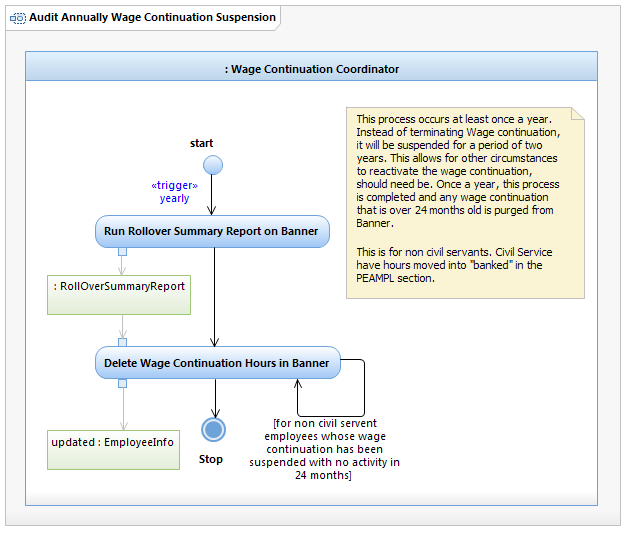 Audit Annually Wage Continuation Suspension
: Wage Continuation Coordinator
This process occurs at least once a year.
Instead of terminating Wage continuation,
it will be suspended for a period of two
years. This allows for other circumstances
to reactivate the wage continuation,
should need be. Once a year, this process
is completed and any wage continuation
that is over 24 months old is purged from
Banner.
This is for non civil servants. Civil Service
have hours moved into "banked" in the
PEAMPL section.
start
«trigger»
yearly
Run Rollover Summary Report on Banner
: RollOverSummaryReport
Delete Wage Continuation Hours in Banner
[for non civil servent
employees whose wage
continuation has been
suspended with no activity in
24 months]
updated : EmployeeInfo
Stop